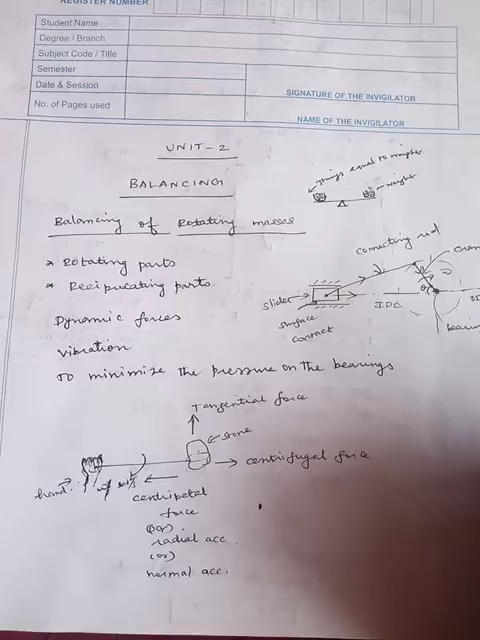 REGISTER NUMBER
Student Name
Degree / Branch
Subject Code / Title
Semester
Date & Session
SIGNATURE OF THE INVIGILATOR
No. of Pages used
NAME OF THE INVIGILATOR
UNIT-2
BALANCING
things equal to weight
weight
Balancing of Rotating masses
* Rotating parts
* Reciprocating parts.
connecting rod
slider
surface contact
IDC
Dynamic forces
Vibration
To minimize the pressure on the bearings
Tangential force
centrifugal force
hand
centripetal
force
(or)
radial acc.
(or)
normal acc.